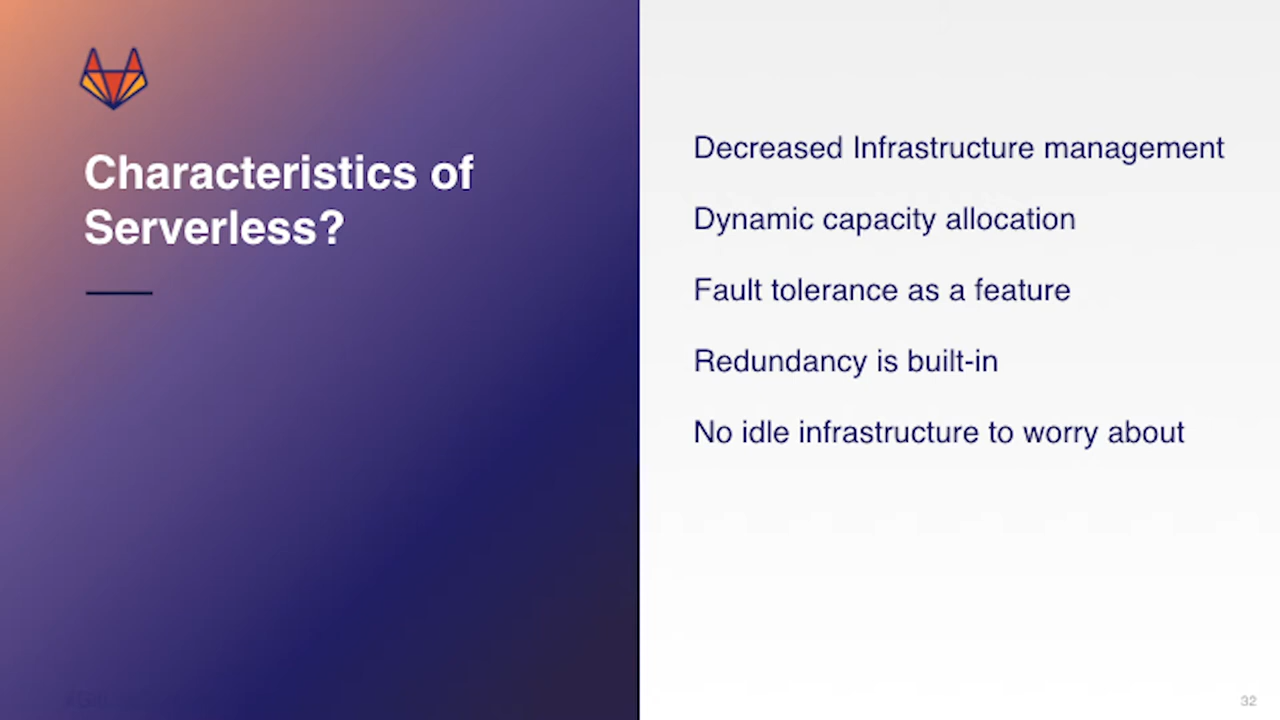 Characteristics of
Serverless?
Decreased Infrastructure management
Dynamic capacity allocation
Fault tolerance as a feature
Redundancy is built-in
No idle infrastructure to worry about
32